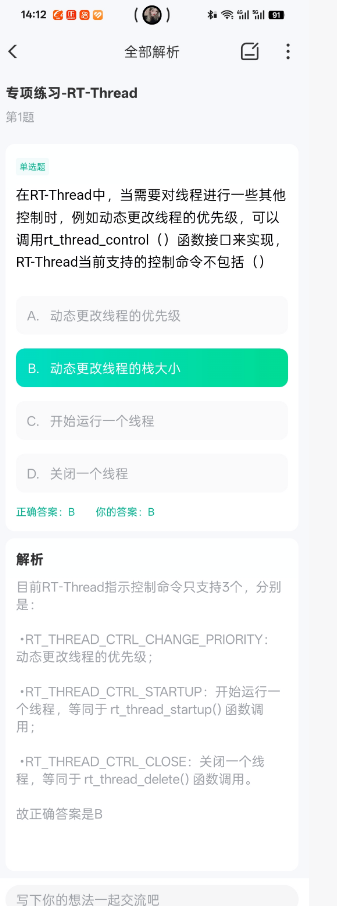 14:12
91
全部解析
专项练习-RT-Thread
第1题
单选题
在RT-Thread中，当需要对线程进行一些其他
控制时，例如动态更改线程的优先级，可以
调用rt_thread_control（）函数接口来实现，
RT-Thread当前支持的控制命令不包括（）
A. 动态更改线程的优先级
B. 动态更改线程的栈大小
C. 开始运行一个线程
D. 关闭一个线程
正确答案：B 你的答案：B
解析
目前RT-Thread指示控制命令只支持3个，分别
是：
•RT_THREAD_CTRL_CHANGE_PRIORITY：
动态更改线程的优先级；
•RT_THREAD_CTRL_STARTUP：开始运行一
个线程，等同于 rt_thread_startup() 函数调
用；
•RT_THREAD_CTRL_CLOSE：关闭一个线
程，等同于 rt_thread_delete() 函数调用。
故正确答案是B
写下你的想法一起交流吧